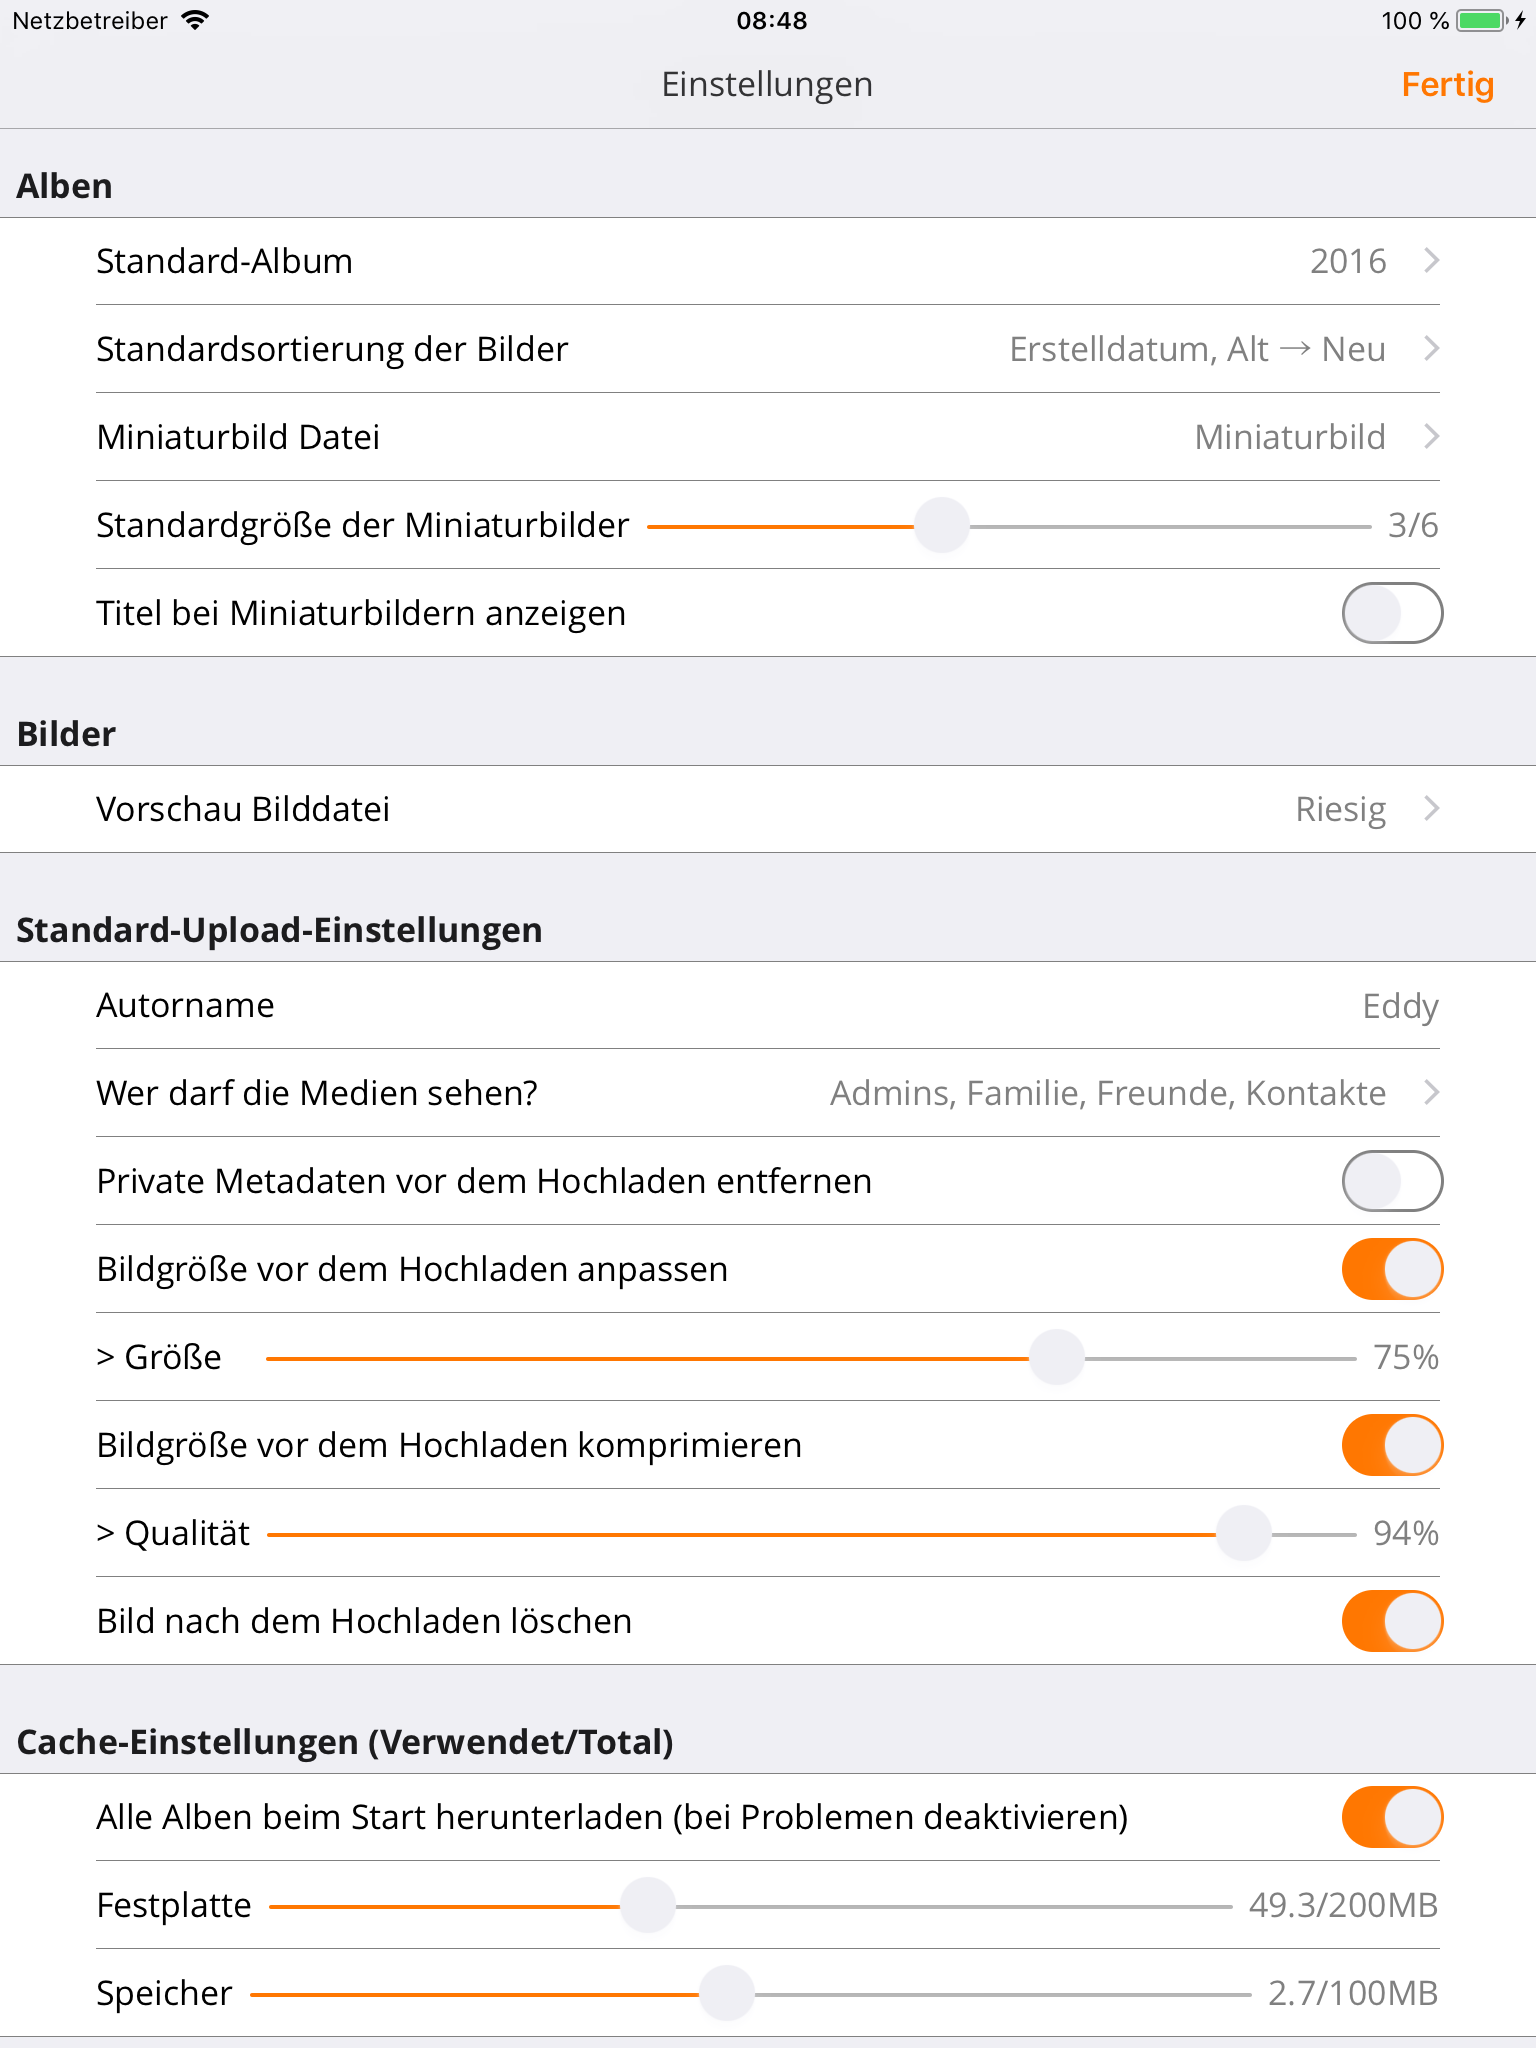 Netzbetreiber 08:48 100 %
Einstellungen Fertig
Alben
Standard-Album 2016
Standardsortierung der Bilder Erstelldatum, Alt → Neu
Miniaturbild Datei Miniaturbild
Standardgröße der Miniaturbilder 3/6
Titel bei Miniaturbildern anzeigen
Bilder
Vorschau Bilddatei Riesig
Standard-Upload-Einstellungen
Autorname Eddy
Wer darf die Medien sehen? Admins, Familie, Freunde, Kontakte
Private Metadaten vor dem Hochladen entfernen
Bildgröße vor dem Hochladen anpassen
> Größe 75%
Bildgröße vor dem Hochladen komprimieren
> Qualität 94%
Bild nach dem Hochladen löschen
Cache-Einstellungen (Verwendet/Total)
Alle Alben beim Start herunterladen (bei Problemen deaktivieren)
Festplatte 49.3/200MB
Speicher 2.7/100MB